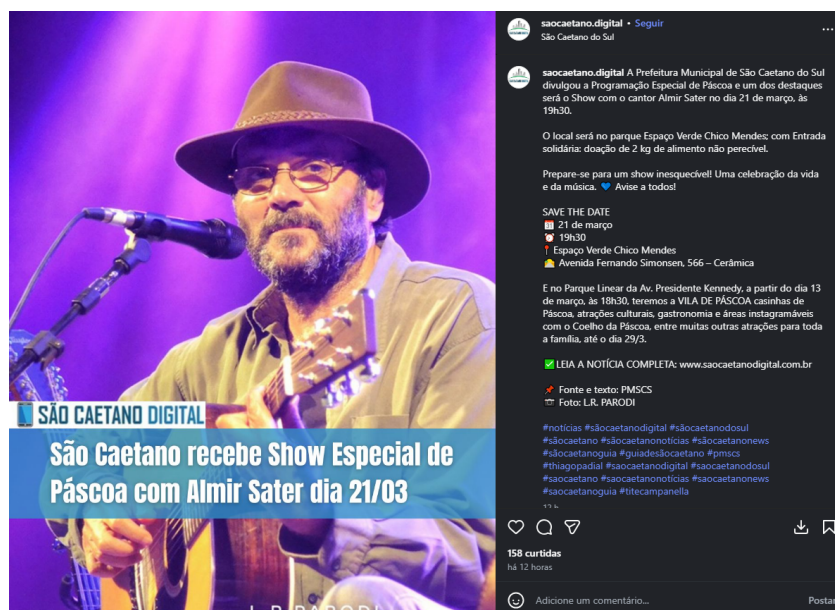 SÃO CAETANO DIGITAL
São Caetano recebe Show Especial de
Páscoa com Almir Sater dia 21/03
L. R. PARODI
saocaetano.digital • Seguir
São Caetano do Sul
saocaetano.digital A Prefeitura Municipal de São Caetano do Sul
divulgou a Programação Especial de Páscoa e um dos destaques
será o Show com o cantor Almir Sater no dia 21 de março, às
19h30.
O local será no parque Espaço Verde Chico Mendes; com Entrada
solidária: doação de 2 kg de alimento não perecível.
Prepare-se para um show inesquecível! Uma celebração da vida
e da música. 💙 Avise a todos!
SAVE THE DATE
📅 21 de março
⏰ 19h30
📍 Espaço Verde Chico Mendes
🏫 Avenida Fernando Simonsen, 566 – Cerâmica
E no Parque Linear da Av. Presidente Kennedy, a partir do dia 13
de março, às 18h30, teremos a VILA DE PÁSCOA casinhas de
Páscoa, atrações culturais, gastronomia e áreas instagramáveis
com o Coelho da Páscoa, entre muitas outras atrações para toda
a família, até o dia 29/3.
✅ LEIA A NOTÍCIA COMPLETA: www.saocaetanodigital.com.br
📌 Fonte e texto: PMSCS
📷 Foto: L.R. PARODI
#notícias #sãocaetanodigital #sãocaetanodosul
#sãocaetano #sãocaetanonotícias #sãocaetanonews
#sãocaetanoguia #guiadesãocaetano #pmscs
#thiagopadial #saocaetanodigital #saocaetanodosul
#saocaetano #saocaetanonotícias #saocaetanonews
#saocaetanoguia #titecampanella
12 h
158 curtidas
há 12 horas
Adicione um comentário...
Postar